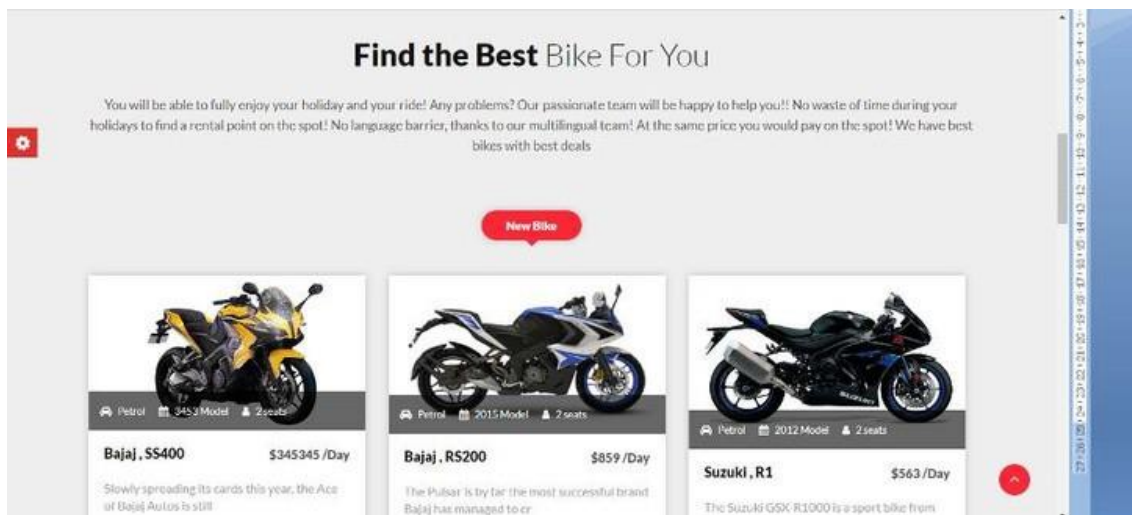 Find the Best Bike For You
You will be able to fully enjoy your holiday and your ride! Any problems? Our passionate team will be happy to help you!! No waste of time during your
holidays to find a rental point on the spot! No language barrier, thanks to our multilingual team! At the same price you would pay on the spot! We have best
bikes with best deals
New Bike
Petrol 3453 Model 2 seats
Bajaj , SS400 $345345 /Day
Slowly spreading its cards this year, the Ace
of Bajaj Autos is still
Petrol 2015 Model 2 seats
Bajaj , RS200 $859 /Day
The Pulsar is by far the most successful brand
Bajaj has managed to cr
SUZUKI
Petrol 2012 Model 2 seats
Suzuki , R1 $563 /Day
The Suzuki GSX-R1000 is a sport bike from